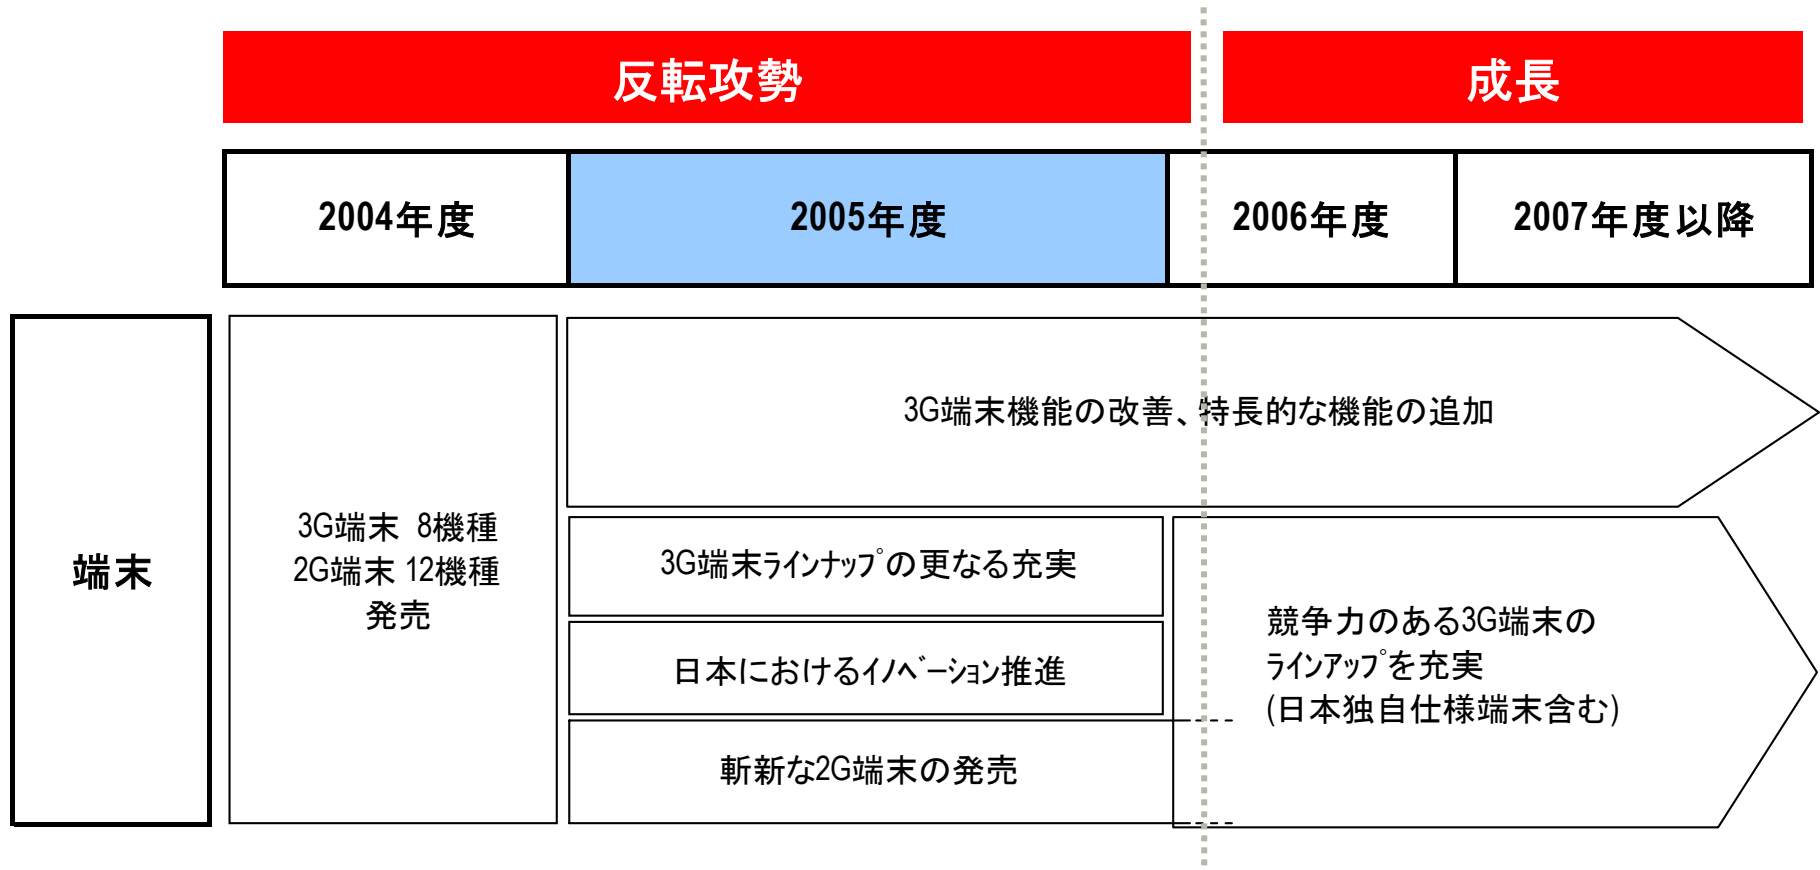 反転攻勢
成長
2004年度
2005年度
2006年度
2007年度以降
端末
3G端末 8機種
2G端末 12機種
発売
3G端末機能の改善、特長的な機能の追加
3G端末ﾗｲﾝﾅｯﾌﾟの更なる充実
日本におけるｲﾉﾍﾞｰｼｮﾝ推進
斬新な2G端末の発売
競争力のある3G端末の
ﾗｲﾝｱｯﾌﾟを充実
(日本独自仕様端末含む)